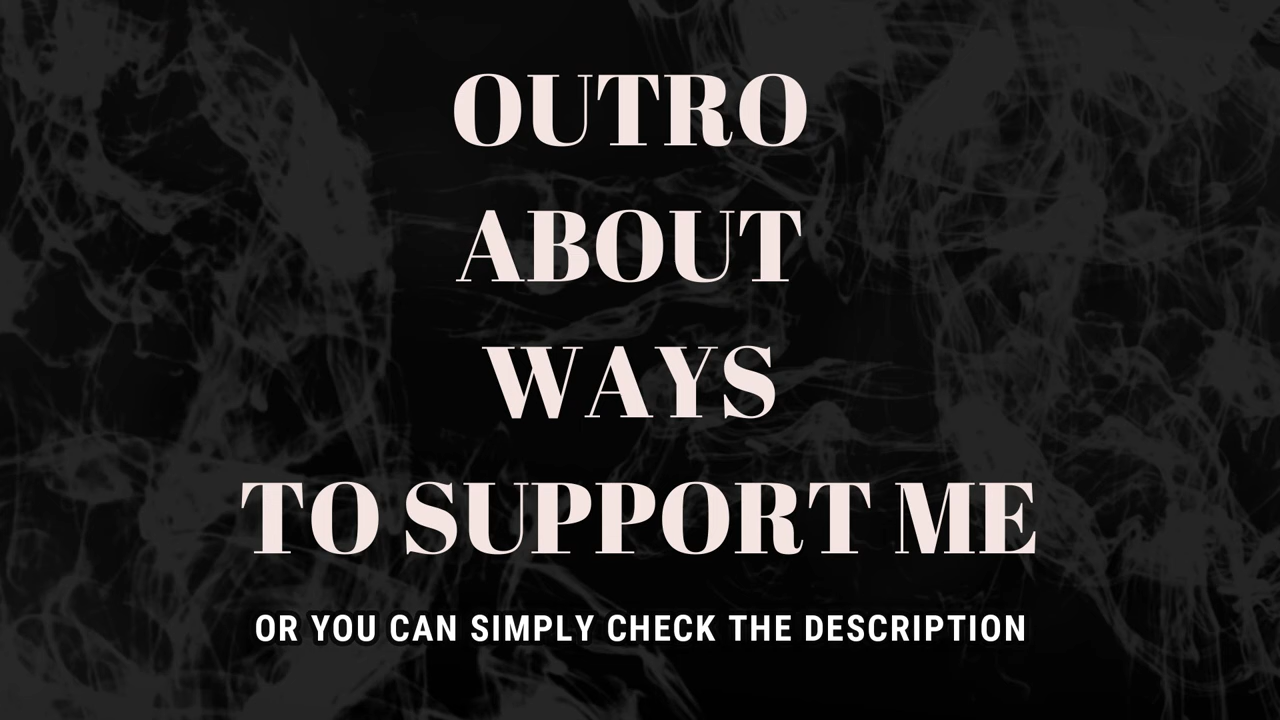 OUTRO
ABOUT
WAYS
TO SUPPORT ME
OR YOU CAN SIMPLY CHECK THE DESCRIPTION